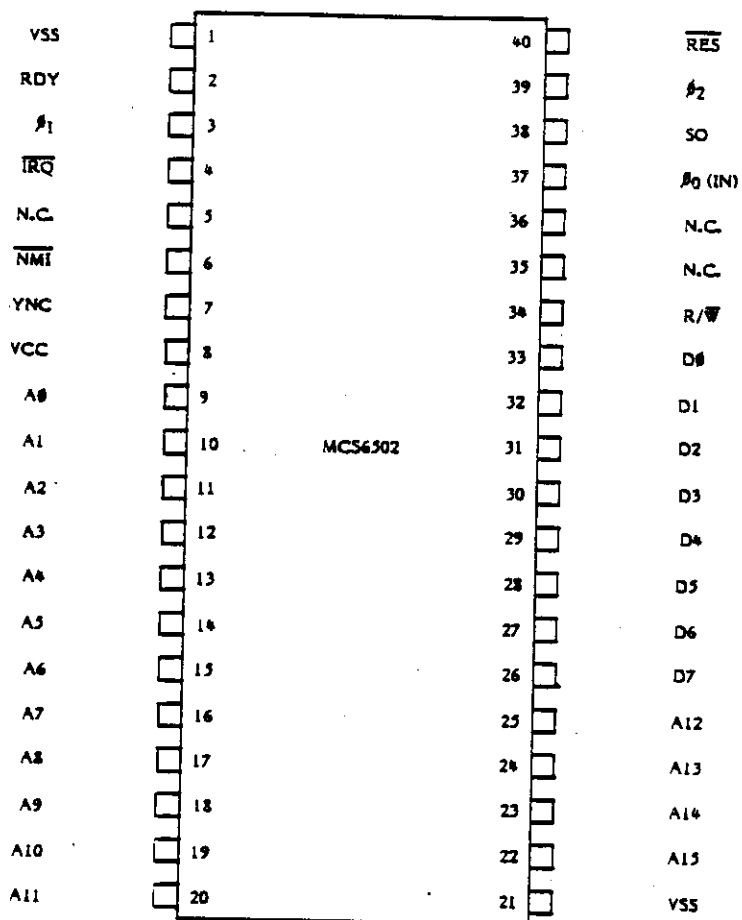 VSS 1 40 R̅E̅S̅
RDY 2 39 ϕ2
ϕ1 3 38 SO
I̅R̅Q̅ 4 37 ϕ0 (IN)
N.C. 5 36 N.C.
N̅M̅I̅ 6 35 N.C.
YNC 7 34 R/W̅
VCC 8 33 DØ
AØ 9 32 D1
A1 10 MCS6502 31 D2
A2 11 30 D3
A3 12 29 D4
A4 13 28 D5
A5 14 27 D6
A6 15 26 D7
A7 16 25 A12
A8 17 24 A13
A9 18 23 A14
A10 19 22 A15
A11 20 21 VSS